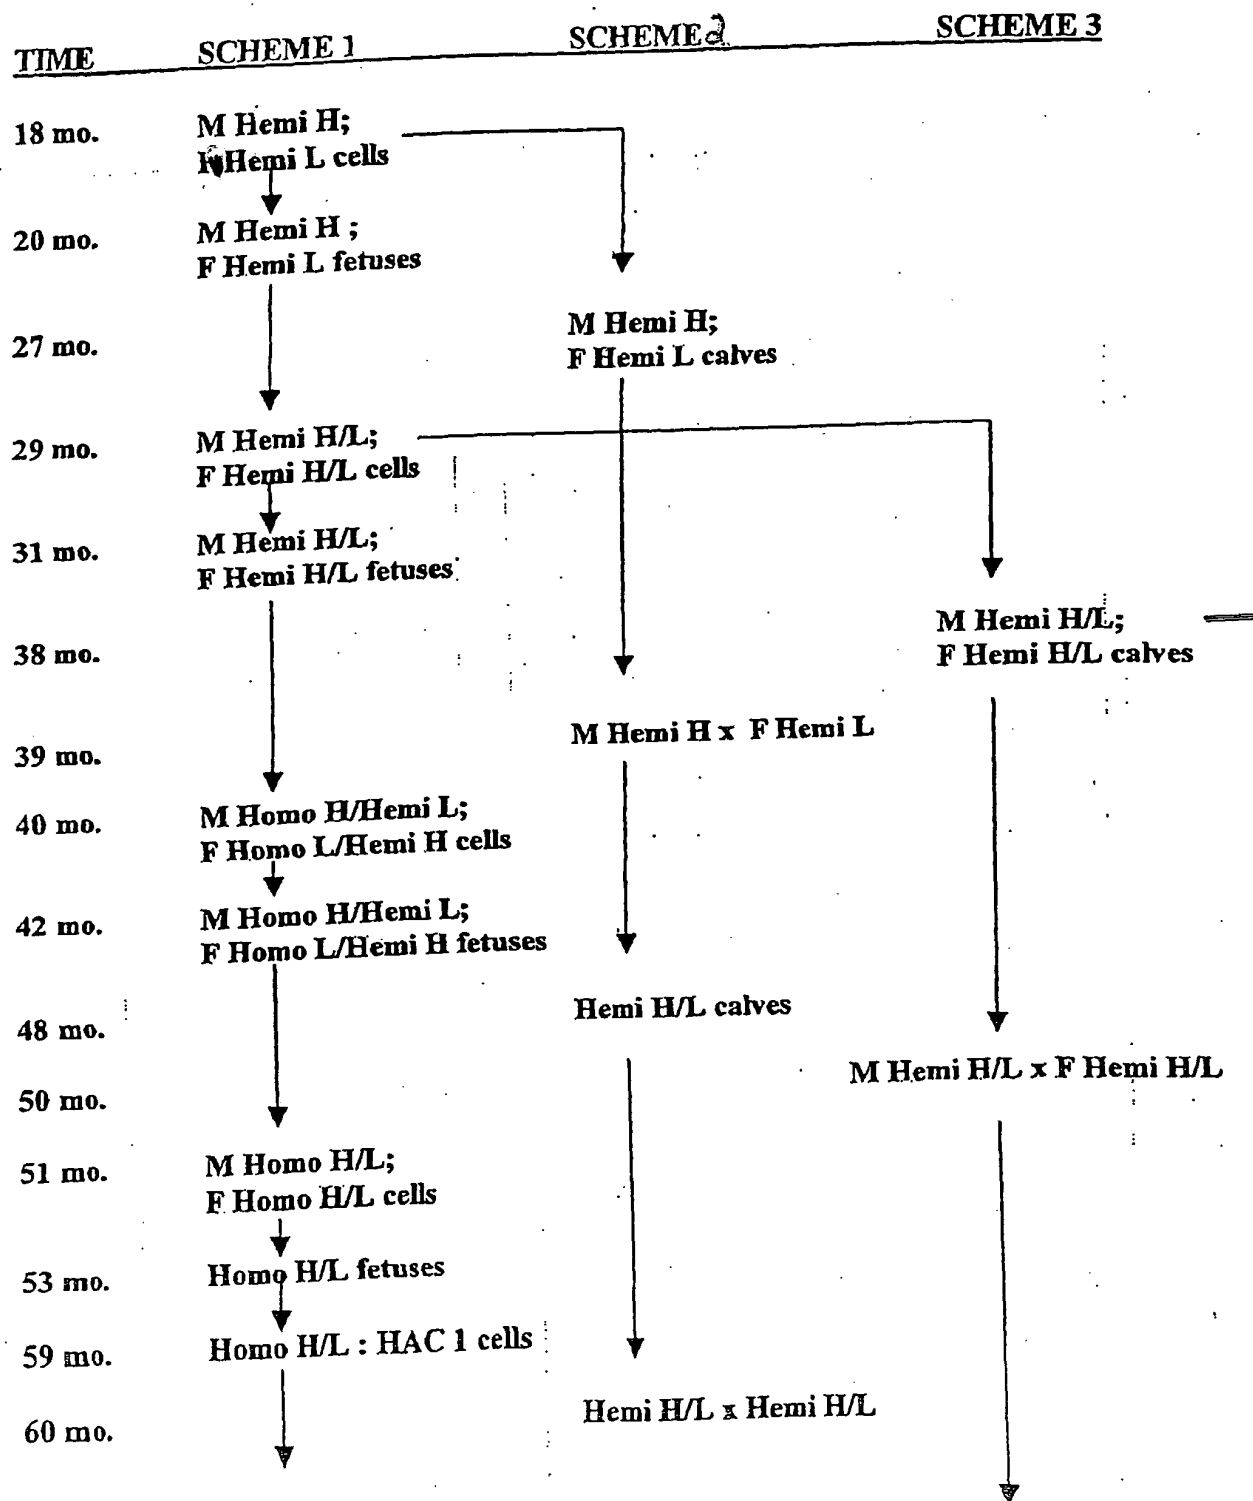 TIME SCHEME 1 SCHEME 2 SCHEME 3
18 mo. M Hemi H;
F Hemi L cells
20 mo. M Hemi H ;
F Hemi L fetuses
27 mo. M Hemi H;
F Hemi L calves
29 mo. M Hemi H/L;
F Hemi H/L cells
31 mo. M Hemi H/L;
F Hemi H/L fetuses
38 mo. M Hemi H/L;
F Hemi H/L calves
39 mo. M Hemi H x F Hemi L
40 mo. M Homo H/Hemi L;
F Homo L/Hemi H cells
42 mo. M Homo H/Hemi L;
F Homo L/Hemi H fetuses
48 mo. Hemi H/L calves
50 mo. M Hemi H/L x F Hemi H/L
51 mo. M Homo H/L;
F Homo H/L cells
53 mo. Homo H/L fetuses
59 mo. Homo H/L : HAC 1 cells
60 mo. Hemi H/L x Hemi H/L